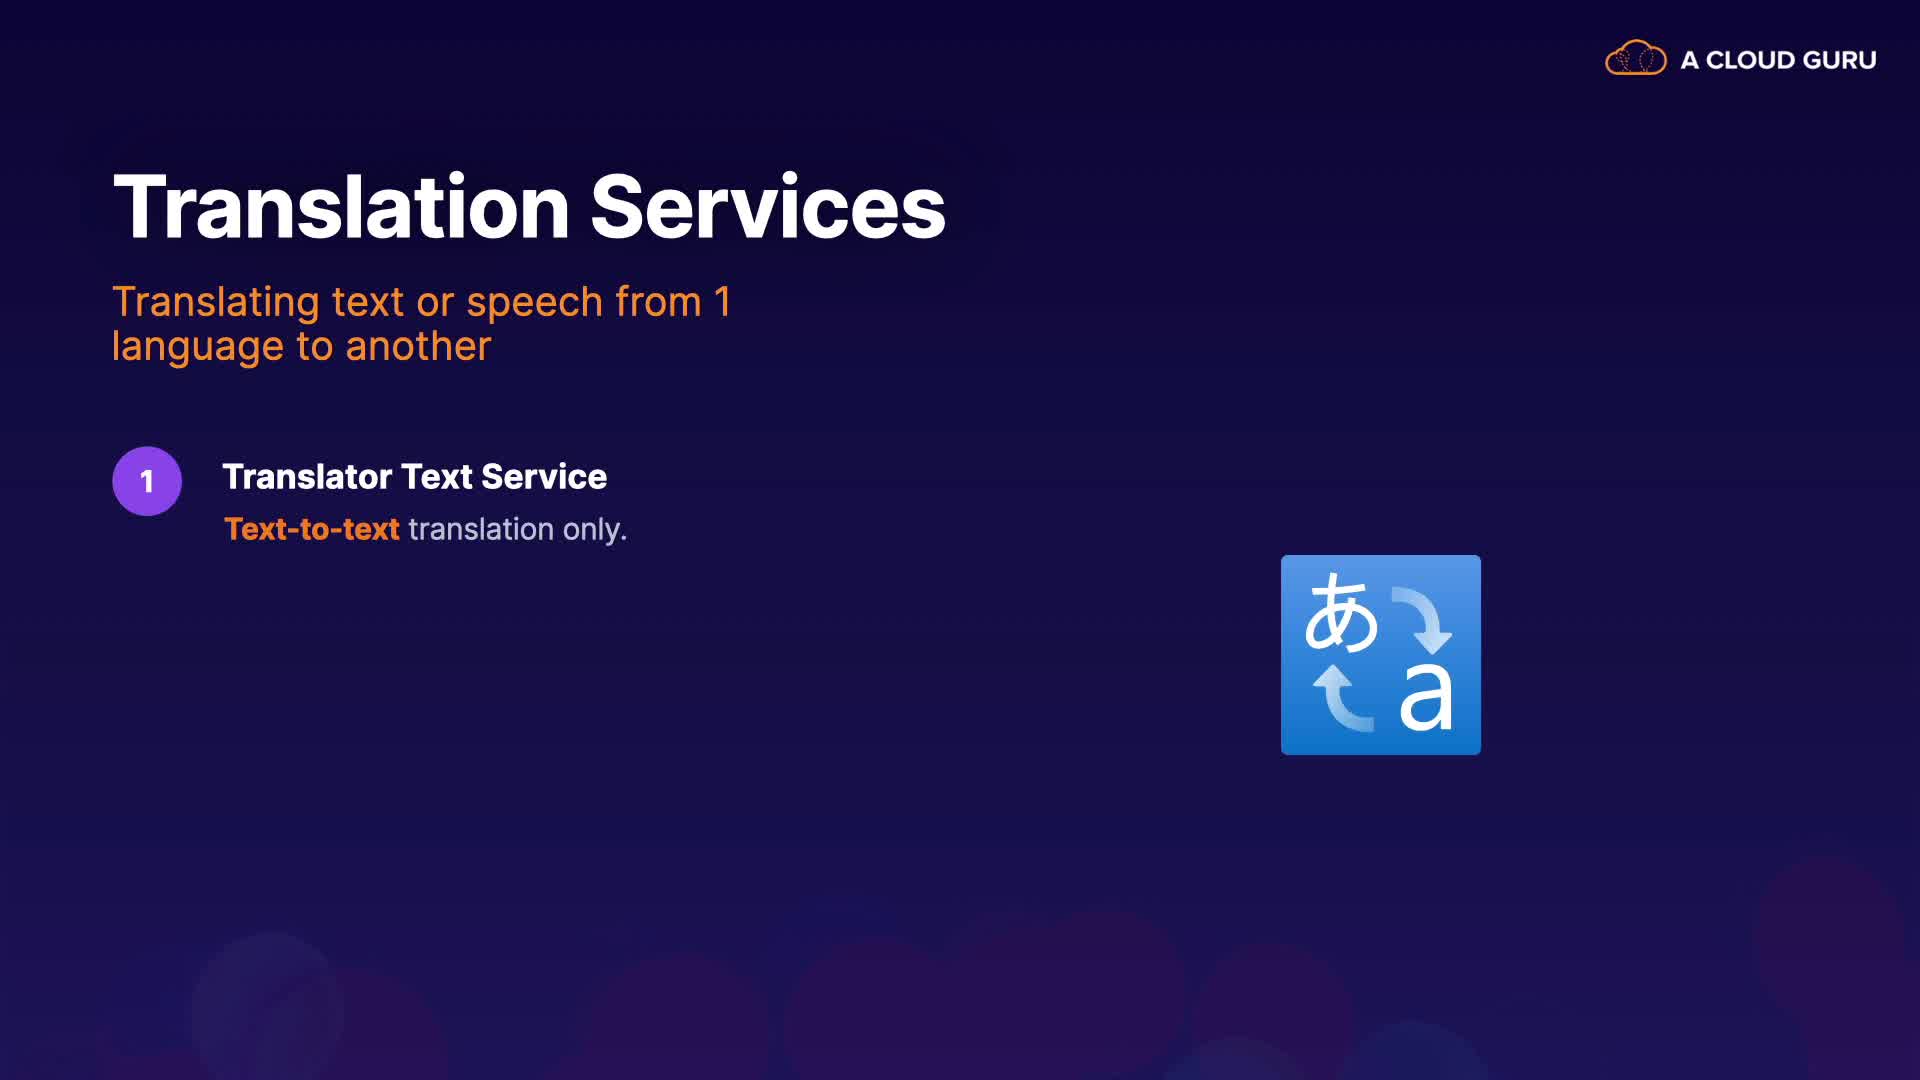 A CLOUD GURU
Translation Services
Translating text or speech from 1
language to another
1
Translator Text Service
Text-to-text translation only.
あ
a